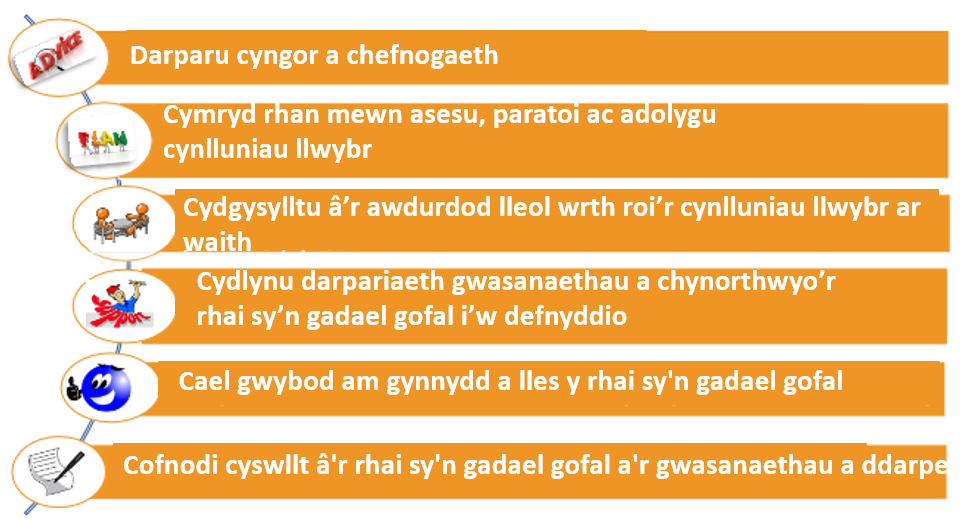 ADVICE
Darparu cyngor a chefnogaeth
PLAN
Cymryd rhan mewn asesu, paratoi ac adolygu
cynlluniau llwybr
Cydgysylltu â’r awdurdod lleol wrth roi’r cynlluniau llwybr ar
waith
Cydlynu darpariaeth gwasanaethau a chynorthwyo’r
rhai sy’n gadael gofal i’w defnyddio
Support
Cael gwybod am gynnydd a lles y rhai sy'n gadael gofal
Cofnodi cyswllt â'r rhai sy'n gadael gofal a'r gwasanaethau a ddarpe